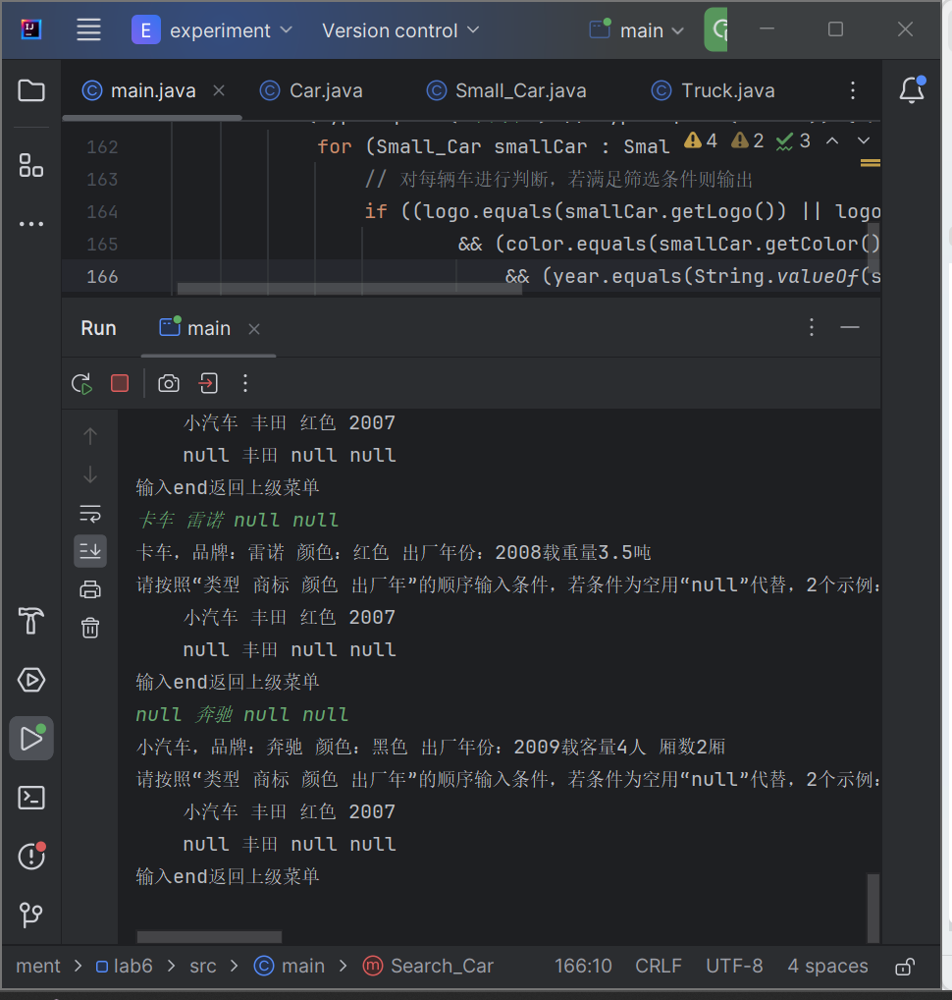 E experiment Version control main
main.java Car.java Small_Car.java Truck.java
162 for (Small_Car smallCar : Smal 4 2 3
163 // 对每辆车进行判断，若满足筛选条件则输出
164 if ((logo.equals(smallCar.getLogo()) || logo
165 && (color.equals(smallCar.getColor()
166 && (year.equals(String.valueOf(s
Run main
小汽车 丰田 红色 2007
null 丰田 null null
输入end返回上级菜单
卡车 雷诺 null null
卡车，品牌：雷诺 颜色：红色 出厂年份：2008载重量3.5吨
请按照“类型 商标 颜色 出厂年”的顺序输入条件，若条件为空用“null”代替，2个示例：
小汽车 丰田 红色 2007
null 丰田 null null
输入end返回上级菜单
null 奔驰 null null
小汽车，品牌：奔驰 颜色：黑色 出厂年份：2009载客量4人 厢数2厢
请按照“类型 商标 颜色 出厂年”的顺序输入条件，若条件为空用“null”代替，2个示例：
小汽车 丰田 红色 2007
null 丰田 null null
输入end返回上级菜单
ment > lab6 > src > main > Search_Car 166:10 CRLF UTF-8 4 spaces